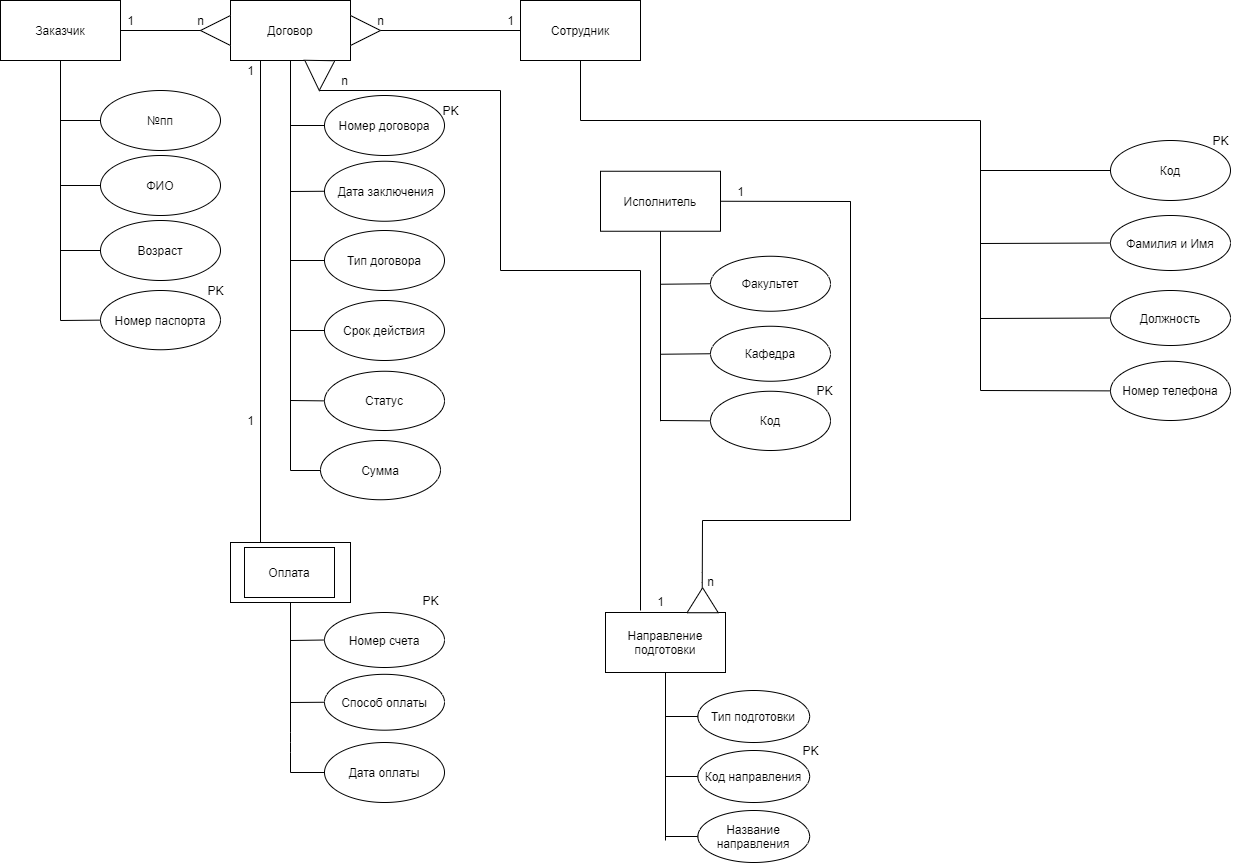 Заказчик
1
n
Договор
n
1
Сотрудник
1
n
№пп
ФИО
Возраст
PK
Номер паспорта
PK
Номер договора
Дата заключения
Тип договора
Срок действия
Статус
Сумма
1
Исполнитель
1
Факультет
Кафедра
PK
Код
PK
Код
Фамилия и Имя
Должность
Номер телефона
Оплата
PK
Номер счета
Способ оплаты
Дата оплаты
n
1
Направление
подготовки
Тип подготовки
PK
Код направления
Название
направления